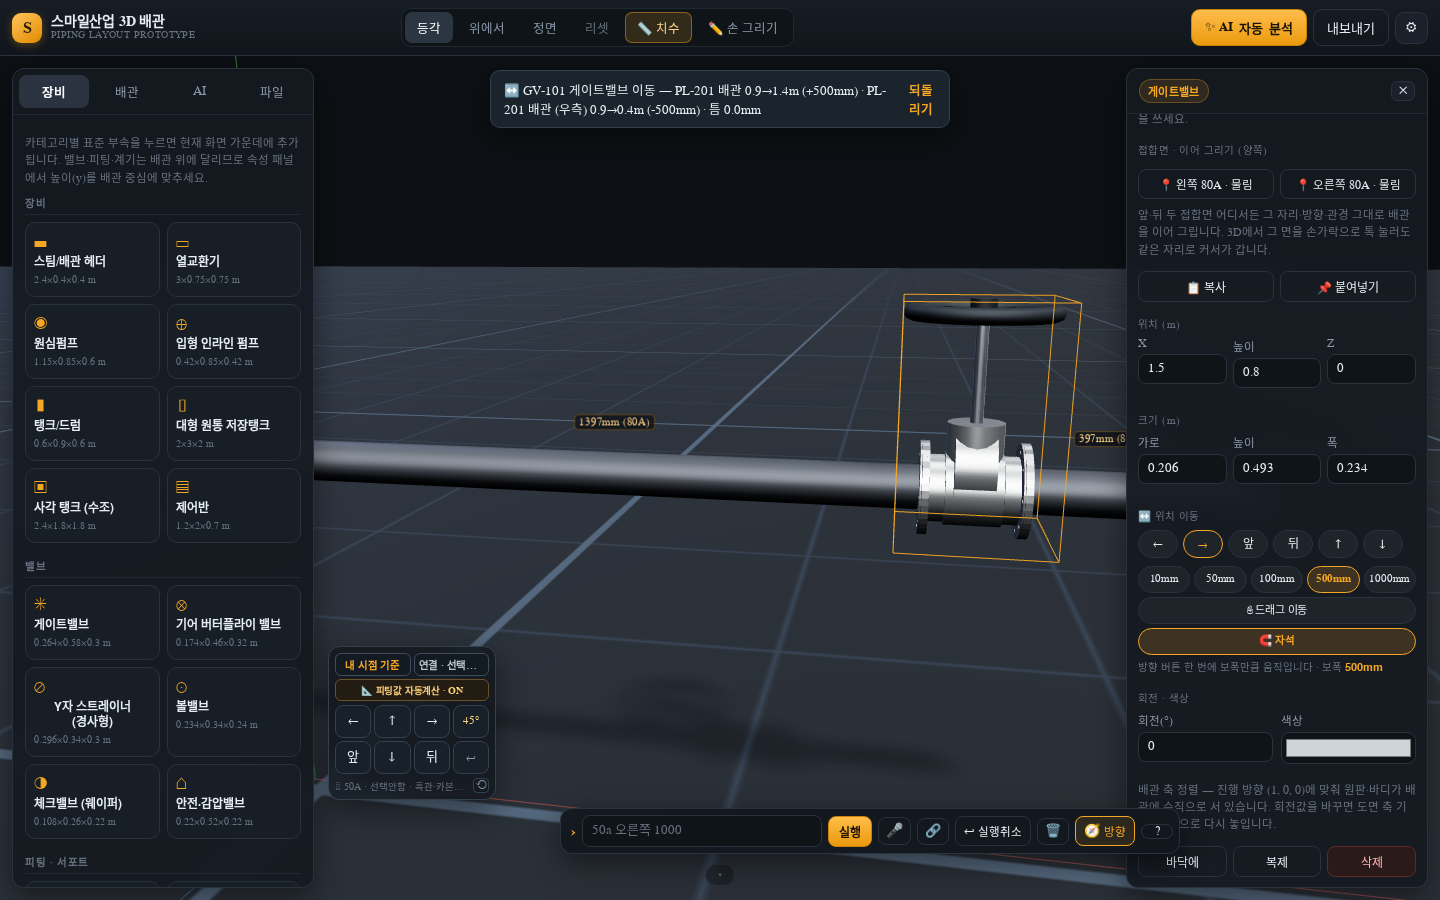 S
스마일산업 3D 배관
PIPING LAYOUT PROTOTYPE
등각
위에서
정면
리셋
📏 치수
✏️ 손 그리기
✨ AI 자동 분석
내보내기
⚙
장비
배관
AI
파일
카테고리별 표준 부속을 누르면 현재 화면 가운데에 추가
됩니다. 밸브·피팅·계기는 배관 위에 달리므로 속성 패널
에서 높이(y)를 배관 중심에 맞추세요.
장비
스팀/배관 헤더
2.4×0.4×0.4 m
열교환기
3×0.75×0.75 m
원심펌프
1.15×0.85×0.6 m
입형 인라인 펌프
0.42×0.85×0.42 m
탱크/드럼
0.6×0.9×0.6 m
대형 원통 저장탱크
2×3×2 m
사각 탱크 (수조)
2.4×1.8×1.8 m
제어반
1.2×2×0.7 m
밸브
게이트밸브
0.264×0.58×0.3 m
기어 버터플라이 밸브
0.174×0.46×0.32 m
Y자 스트레이너
(경사형)
0.296×0.34×0.3 m
볼밸브
0.234×0.34×0.24 m
체크밸브 (웨이퍼)
0.108×0.26×0.22 m
안전·감압밸브
0.22×0.52×0.22 m
피팅 · 서포트
↔️ GV-101 게이트밸브 이동 — PL-201 배관 0.9→1.4m (+500mm) · PL-
201 배관 (우측) 0.9→0.4m (-500mm) · 틈 0.0mm
되돌
리기
1397mm (80A)
397mm (8
내 시점 기준
연결 · 선택…
📐 피팅값 자동계산 · ON
←
↑
→
45°
앞
↓
뒤
↩
⠿ 50A · 선택안함 · 흑관·카본…
›
50a 오른쪽 1000
실행
↩ 실행취소
🧭 방향
?
게이트밸브
✕
을 쓰세요.
접합면 · 이어 그리기 (양쪽)
📍 왼쪽 80A · 물림
📍 오른쪽 80A · 물림
앞·뒤 두 접합면 어디서든 그 자리·방향·관경 그대로 배관
을 이어 그립니다. 3D에서 그 면을 손가락으로 톡 눌러도
같은 자리로 커서가 갑니다.
📋 복사
📌 붙여넣기
위치 (m)
X
높이
Z
1.5
0.8
0
크기 (m)
가로
높이
폭
0.206
0.493
0.234
↔️ 위치 이동
←
→
앞
뒤
↑
↓
10mm
50mm
100mm
500mm
1000mm
🖱드래그 이동
🧲 자석
방향 버튼 한 번에 보폭만큼 움직입니다 · 보폭 500mm
회전 · 색상
회전(°)
색상
0
배관 축 정렬 — 진행 방향 (1, 0, 0)에 맞춰 원판·바디가 배
관에 수직으로 서 있습니다. 회전값을 바꾸면 도면 축 기
으로 다시 놓입니다.
바닥에
복제
삭제